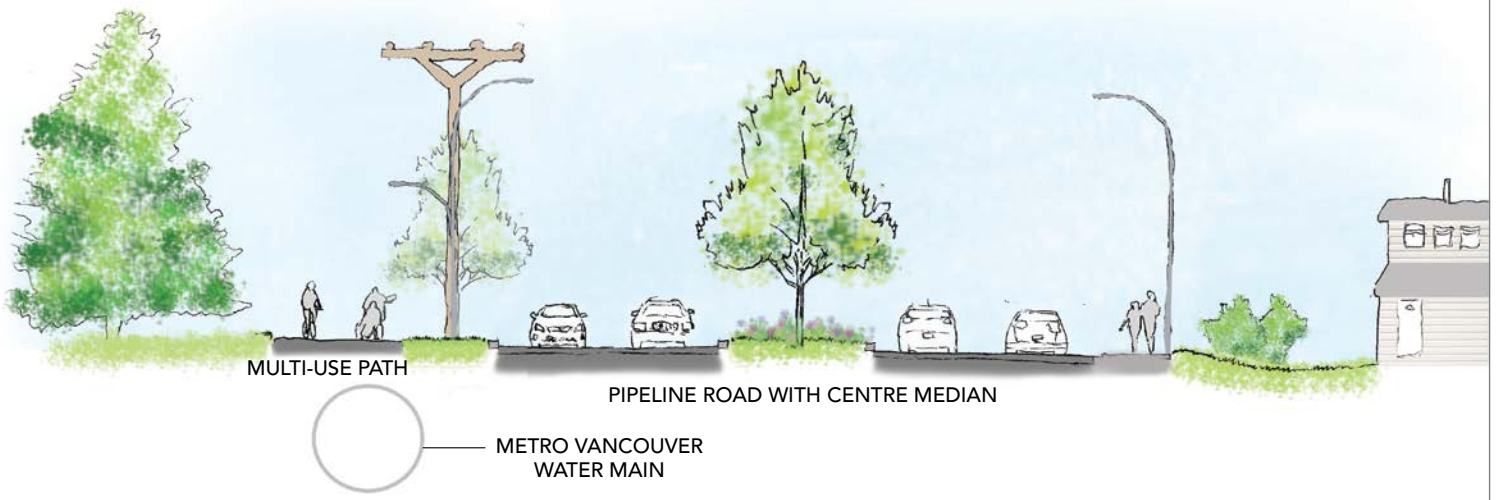 MULTI-USE PATH
PIPELINE ROAD WITH CENTRE MEDIAN
METRO VANCOUVER
WATER MAIN